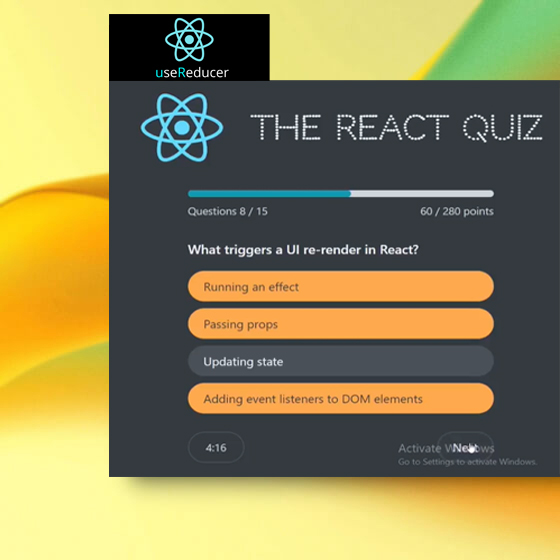 useReducer
THE REACT QUIZ
Questions 8 / 15
60 / 280 points
What triggers a UI re-render in React?
Running an effect
Passing props
Updating state
Adding event listeners to DOM elements
4:16
Next
Activate Windows
Go to Settings to activate Windows.